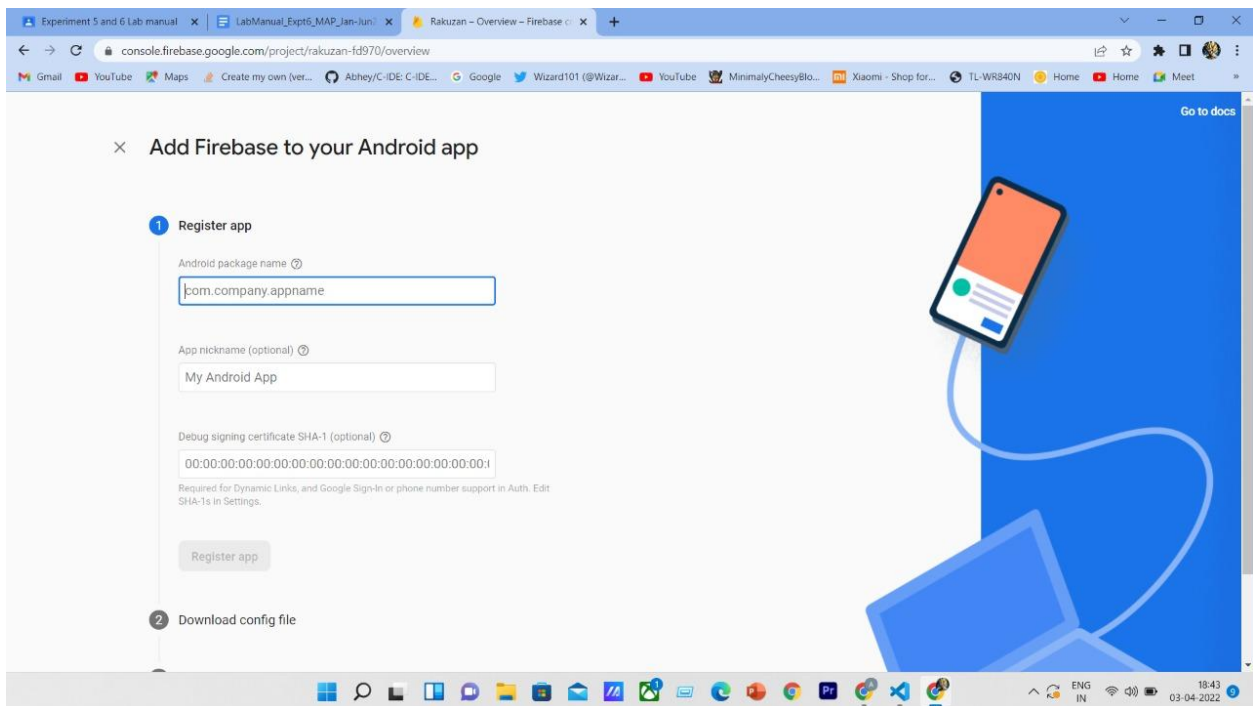 Experiment 5 and 6 Lab manual
LabManual_Expt6_MAP_Jan-Jun
Rakuzan – Overview – Firebase c
console.firebase.google.com/project/rakuzan-fd970/overview
Gmail YouTube Maps Create my own (ver... Abhey/C-IDE: C-IDE... Google Wizard101 (@Wizar... YouTube MinimalyCheesyBlo... Xiaomi - Shop for... TL-WR840N Home Home Meet »
Go to docs
Add Firebase to your Android app
1 Register app
Android package name
com.company.appname
App nickname (optional)
My Android App
Debug signing certificate SHA-1 (optional)
00:00:00:00:00:00:00:00:00:00:00:00:00:00:00:00:
Required for Dynamic Links, and Google Sign-In or phone number support in Auth. Edit
SHA-1s in Settings.
Register app
2 Download config file
ENG
IN
18:43
03-04-2022
9